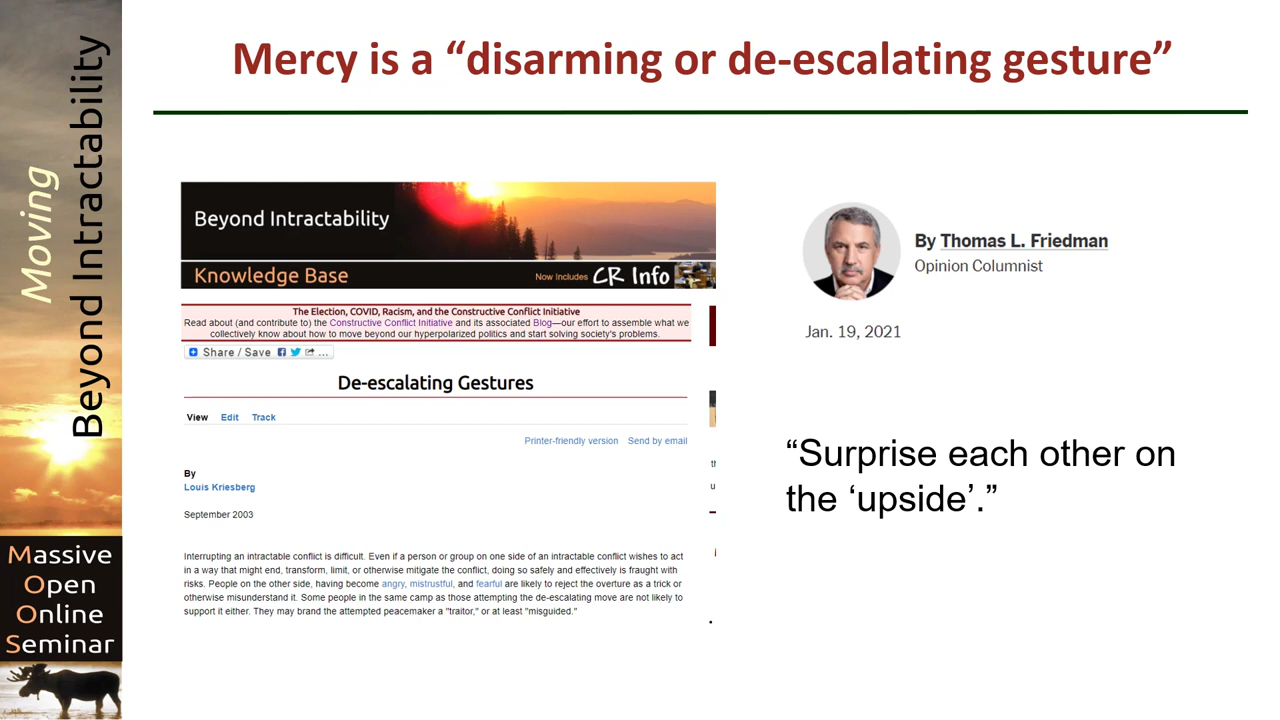 Mercy is a “disarming or de-escalating gesture”
Moving
Beyond Intractability
Massive
Open
Online
Seminar
Beyond Intractability
Knowledge Base
Now Includes CR Info
The Election, COVID, Racism, and the Constructive Conflict Initiative
Read about (and contribute to) the Constructive Conflict Initiative and its associated Blog—our effort to assemble what we
collectively know about how to move beyond our hyperpolarized politics and start solving society's problems.
Share / Save ...
De-escalating Gestures
View Edit Track
Printer-friendly version Send by email
By
Louis Kriesberg
September 2003
Interrupting an intractable conflict is difficult. Even if a person or group on one side of an intractable conflict wishes to act
in a way that might end, transform, limit, or otherwise mitigate the conflict, doing so safely and effectively is fraught with
risks. People on the other side, having become angry, mistrustful, and fearful are likely to reject the overture as a trick or
otherwise misunderstand it. Some people in the same camp as those attempting the de-escalating move are not likely to
support it either. They may brand the attempted peacemaker a "traitor," or at least "misguided."
By Thomas L. Friedman
Opinion Columnist
Jan. 19, 2021
“Surprise each other on
the ‘upside’.”